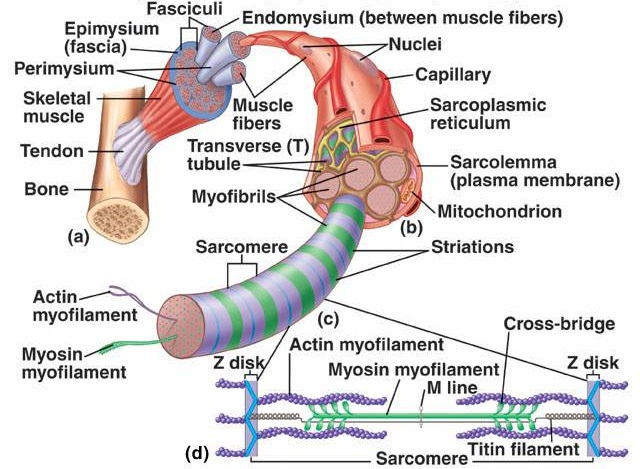 Fasciculi
Endomysium (between muscle fibers)
Epimysium
(fascia)
Nuclei
Perimysium
Capillary
Skeletal
muscle
Muscle
fibers
Sarcoplasmic
reticulum
Transverse (T)
tubule
Tendon
Sarcolemma
(plasma membrane)
Bone
Myofibrils
Mitochondrion
(a)
(b)
Sarcomere
Striations
Actin
myofilament
(c)
Cross-bridge
Myosin
myofilament
Z disk
Actin myofilament
Myosin myofilament
M line
Z disk
(d)
Titin filament
Sarcomere